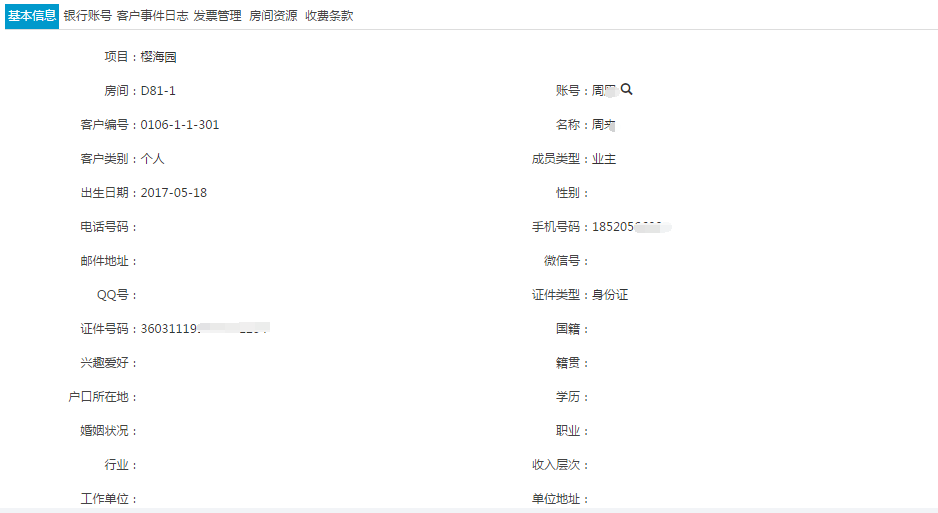 基本信息 银行账号 客户事件日志 发票管理 房间资源 收费条款
项目：樱海园
房间：D81-1 账号：周
客户编号：0106-1-1-301 名称：周
客户类别：个人 成员类型：业主
出生日期：2017-05-18 性别：
电话号码： 手机号码：185205
邮件地址： 微信号：
QQ号： 证件类型：身份证
证件号码：36031119 国籍：
兴趣爱好： 籍贯：
户口所在地： 学历：
婚姻状况： 职业：
行业： 收入层次：
工作单位： 单位地址：